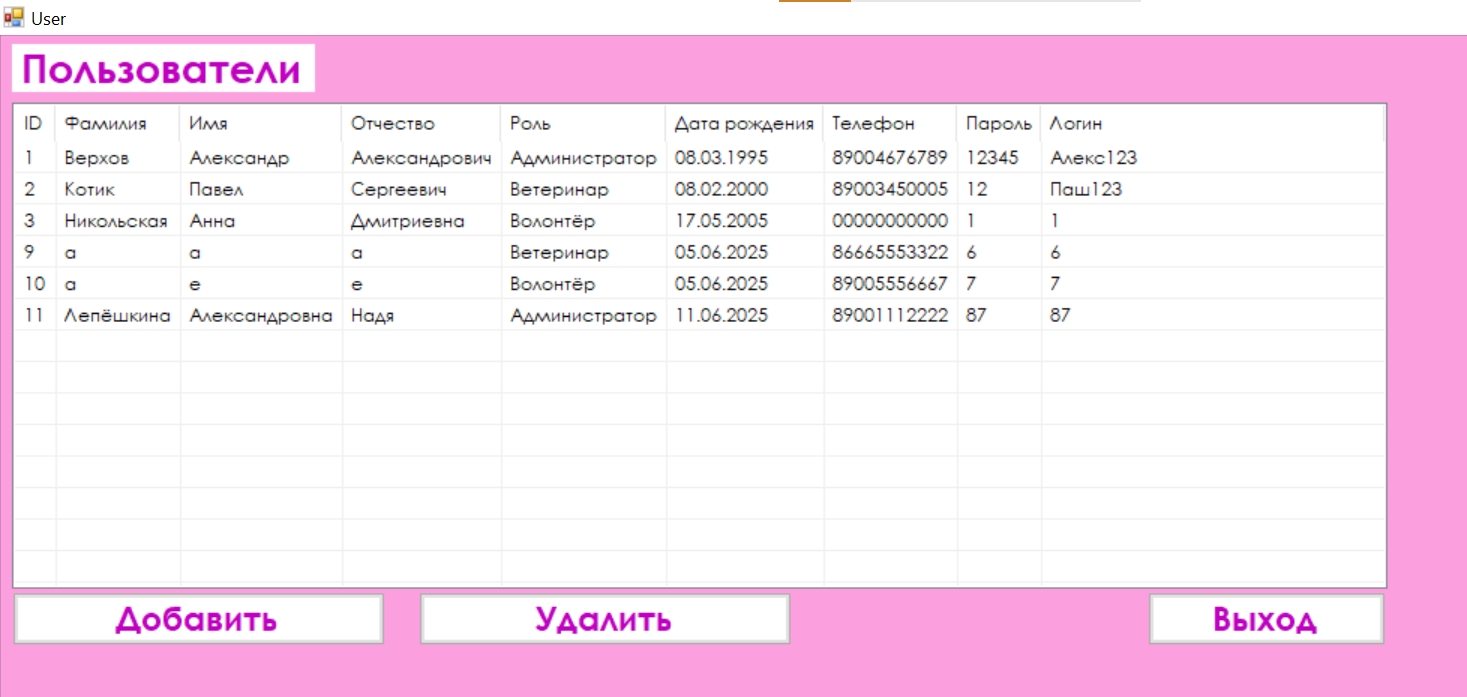 User
Пользователи
ID Фамилия Имя Отчество Роль Дата рождения Телефон Пароль Логин
1 Верхов Александр Александрович Администратор 08.03.1995 89004676789 12345 Алекс123
2 Котик Павел Сергеевич Ветеринар 08.02.2000 89003450005 12 Паш123
3 Никольская Анна Дмитриевна Волонтёр 17.05.2005 00000000000 1 1
9 а а а Ветеринар 05.06.2025 86665553322 6 6
10 а е е Волонтёр 05.06.2025 89005556667 7 7
11 Лепёшкина Александровна Надя Администратор 11.06.2025 89001112222 87 87
Добавить Удалить Выход